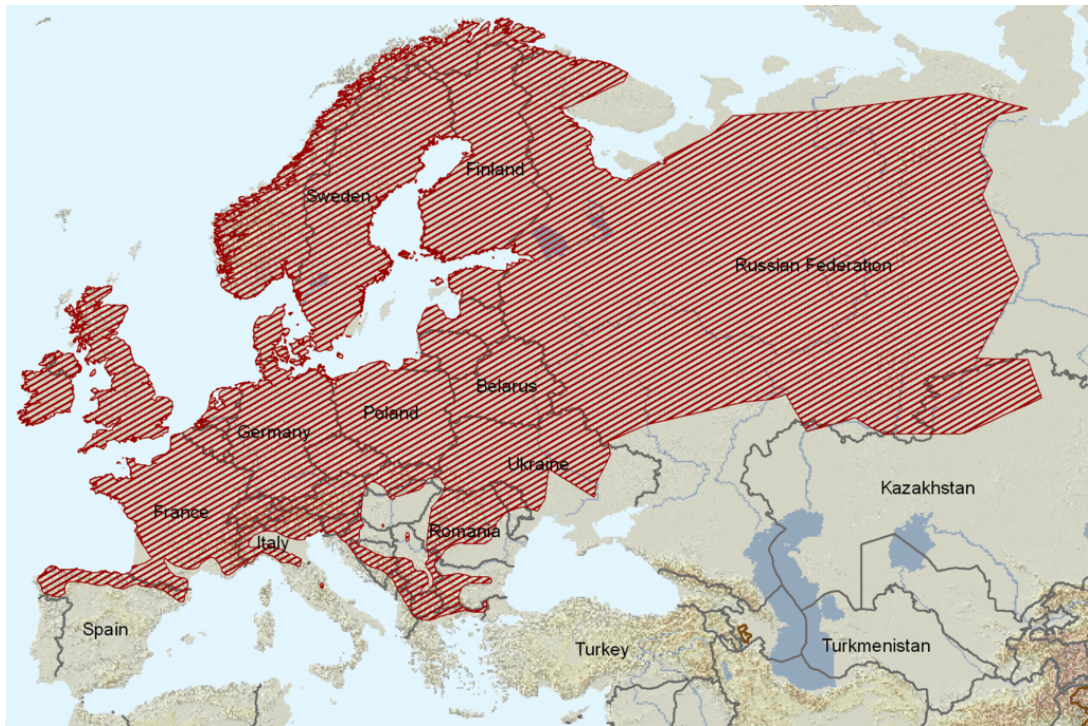 Finland
Sweden
Russian Federation
Belarus
Poland
Germany
Ukraine
Kazakhstan
France
Romania
Italy
Spain
Turkey
Turkmenistan